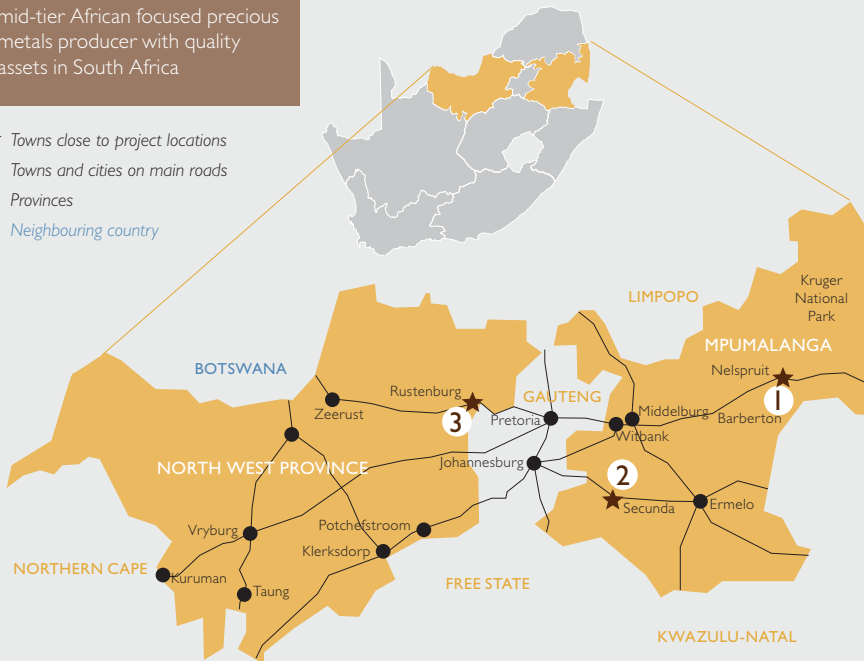 mid-tier African focused precious
metals producer with quality
assets in South Africa
Towns close to project locations
Towns and cities on main roads
Provinces
Neighbouring country
LIMPOPO
Kruger
National
Park
MPUMALANGA
BOTSWANA
Nelspruit
Rustenburg
GAUTENG
1
Zeerust
3
Pretoria
Middelburg
Barberton
Witbank
NORTH WEST PROVINCE
Johannesburg
2
Secunda
Ermelo
Vryburg
Potchefstroom
Klerksdorp
NORTHERN CAPE
Kuruman
Taung
FREE STATE
KWAZULU-NATAL